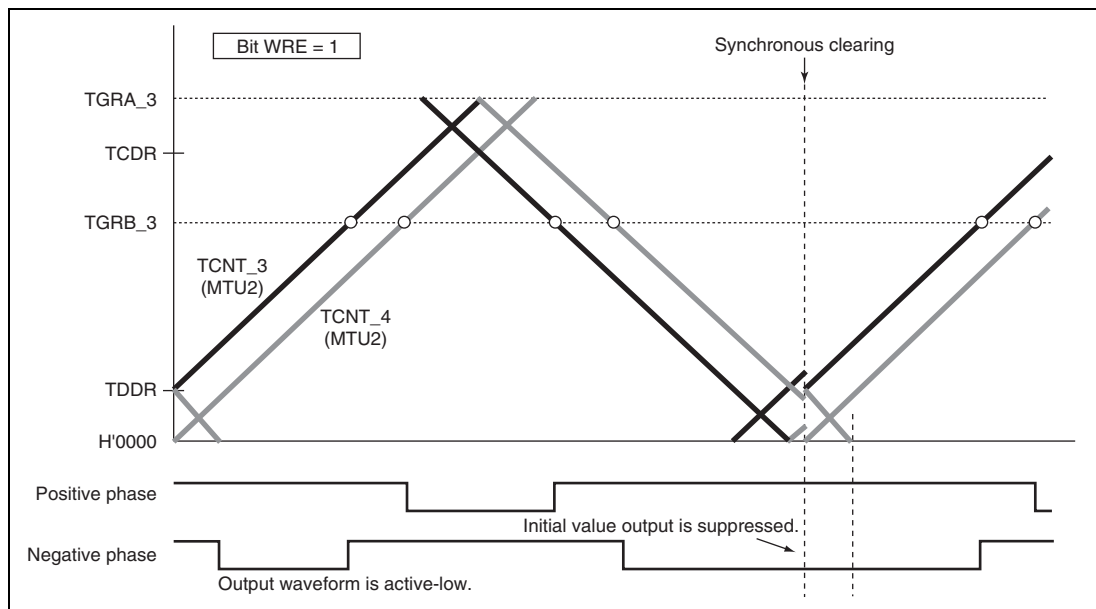 Bit WRE = 1
Synchronous clearing
TGRA_3
TCDR
TGRB_3
TCNT_3
(MTU2)
TCNT_4
(MTU2)
TDDR
H'0000
Positive phase
Initial value output is suppressed.
Negative phase
Output waveform is active-low.